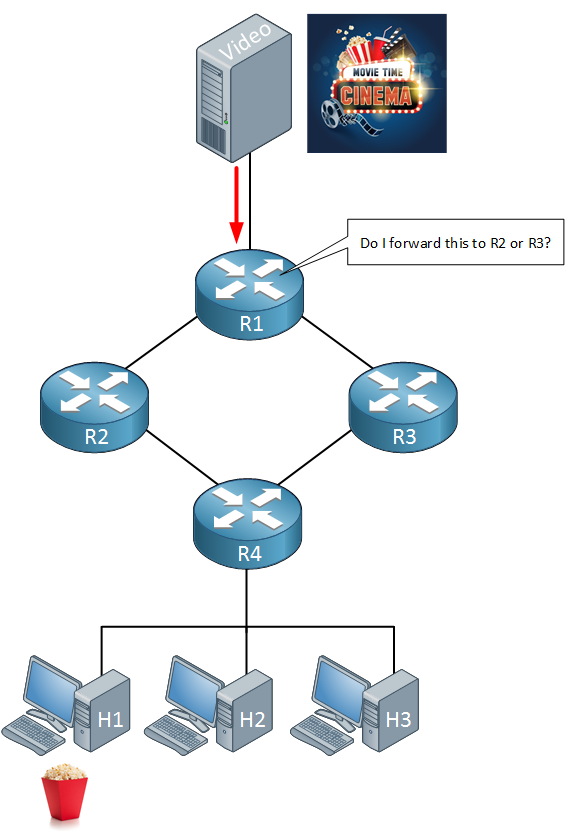 Video
MOVIE TIME
CINEMA
Do I forward this to R2 or R3?
R1
R2
R3
R4
H1
H2
H3